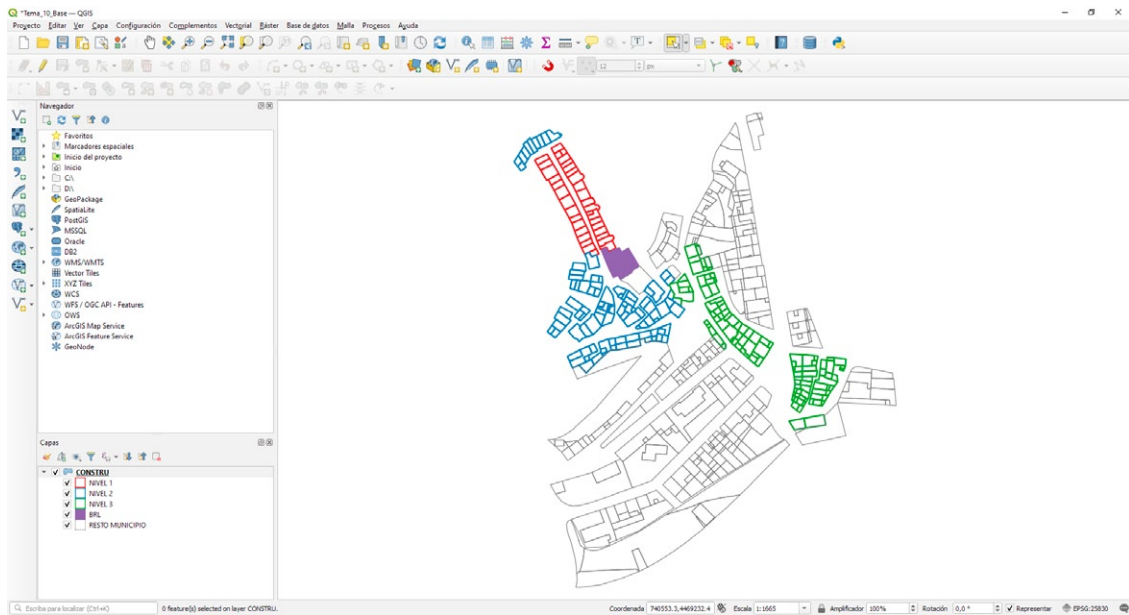 *Tema_10_Base — QGIS
Proyecto Editar Ver Capa Configuración Complementos Vectorial Ráster Base de datos Malla Procesos Ayuda
12 px
Navegador
Favoritos
Marcadores espaciales
Inicio del proyecto
Inicio
C:\
D:\
GeoPackage
SpatiaLite
PostGIS
MSSQL
Oracle
DB2
WMS/WMTS
Vector Tiles
XYZ Tiles
WCS
WFS / OGC API - Features
OWS
ArcGIS Map Service
ArcGIS Feature Service
GeoNode
Capas
CONSTRU
NIVEL 1
NIVEL 2
NIVEL 3
BRL
RESTO MUNICIPIO
Escriba para localizar (Ctrl+K) 0 feature(s) selected on layer CONSTRU. Coordenada 740553.3,4469232.4 Escala 1:1665 Amplificador 100% Rotación 0,0 ° Representar EPSG:25830